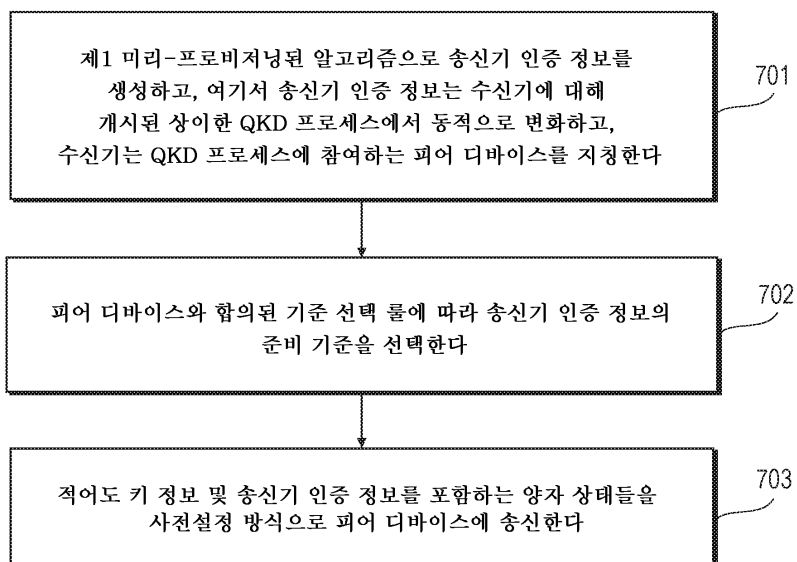 제1 미리-프로비저닝된 알고리즘으로 송신기 인증 정보를
생성하고, 여기서 송신기 인증 정보는 수신기에 대해
개시된 상이한 QKD 프로세스에서 동적으로 변화하고,
수신기는 QKD 프로세스에 참여하는 피어 디바이스를 지칭한다
701
피어 디바이스와 합의된 기준 선택 룰에 따라 송신기 인증 정보의
준비 기준을 선택한다
702
적어도 키 정보 및 송신기 인증 정보를 포함하는 양자 상태들을
사전설정 방식으로 피어 디바이스에 송신한다
703